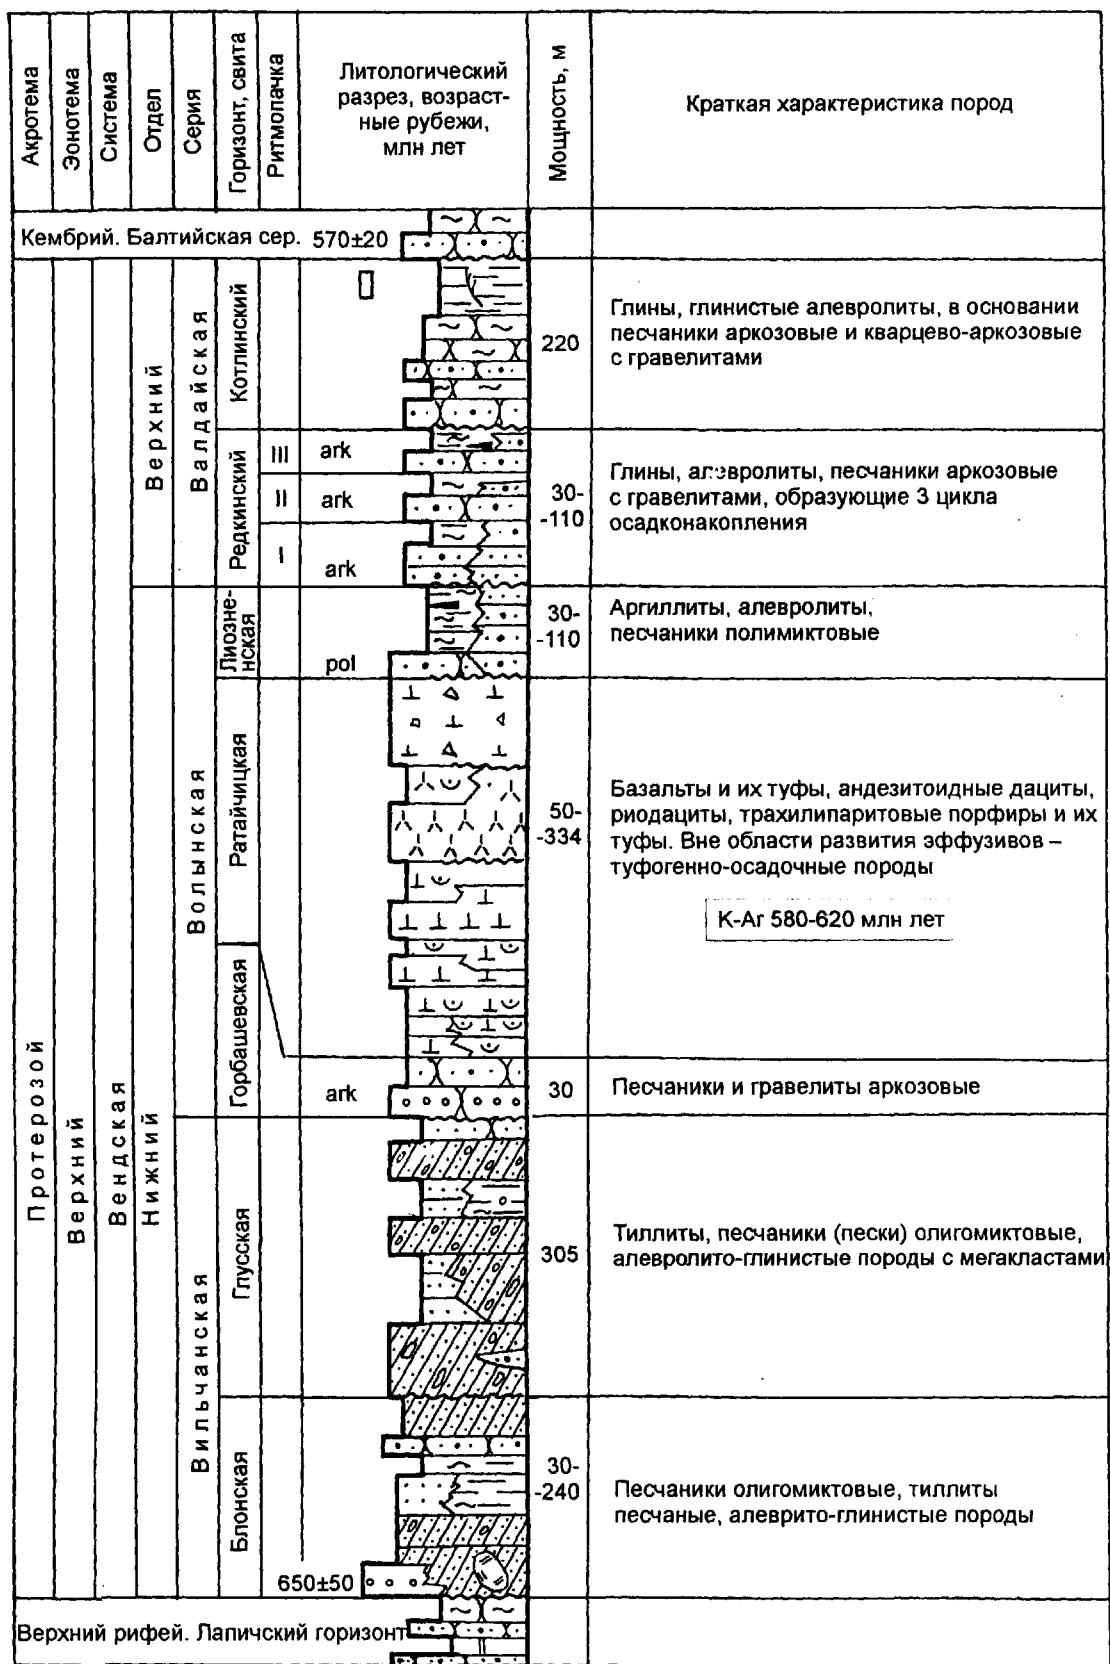 Акротема
Эонотема
Система
Отдел
Серия
Горизонт, свита
Ритмопачка
Литологический
разрез, возраст-
ные рубежи,
млн лет
Мощность, м
Краткая характеристика пород
Кембрий. Балтийская сер. 570±20
Протерозой
Верхний
Вендская
Верхний
Нижний
Валдайская
Волынская
Вильчанская
Котлинский
220
Глины, глинистые алевролиты, в основании
песчаники аркозовые и кварцево-аркозовые
с гравелитами
Редкинский
III
ark
II
ark
I
ark
30-
-110
Глины, алевролиты, песчаники аркозовые
с гравелитами, образующие 3 цикла
осадконакопления
Лиозне-
нская
pol
30-
-110
Аргиллиты, алевролиты,
песчаники полимиктовые
Ратайчицкая
50-
-334
Базальты и их туфы, андезитоидные дациты,
риодациты, трахилипаритовые порфиры и их
туфы. Вне области развития эффузивов –
туфогенно-осадочные породы
K-Ar 580-620 млн лет
Горбашевская
ark
30
Песчаники и гравелиты аркозовые
Глусская
305
Тиллиты, песчаники (пески) олигомиктовые,
алевролито-глинистые породы с мегакластами
Блонская
30-
-240
Песчаники олигомиктовые, тиллиты
песчаные, алеврито-глинистые породы
650±50
Верхний рифей. Лапичский горизонт